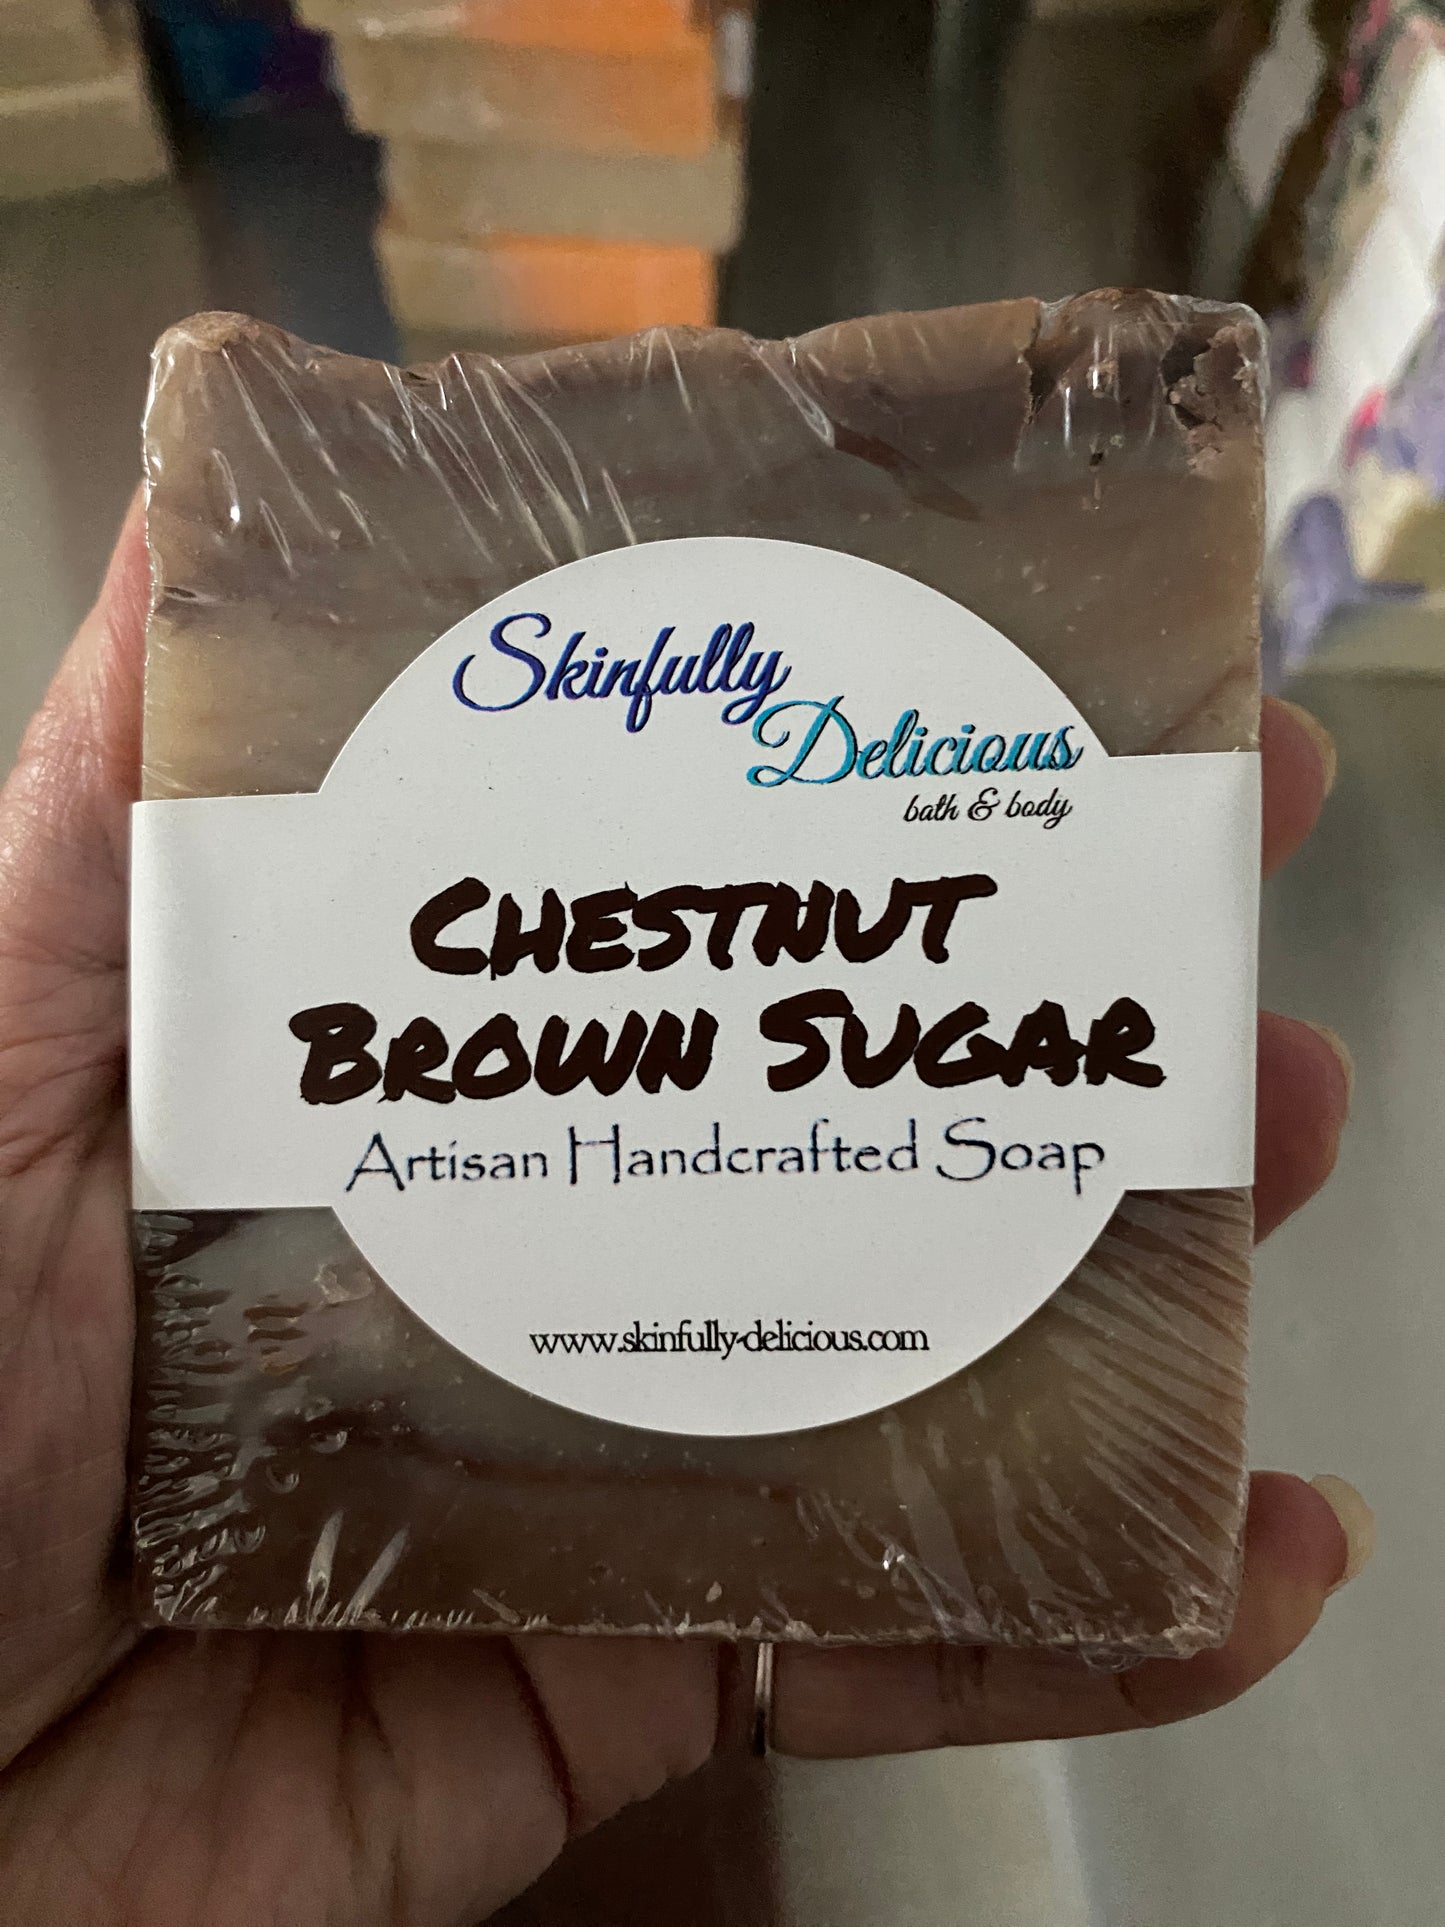 Skinfully
Delicious
bath & body
Chestnut
Brown Sugar
Artisan Handcrafted Soap
www.skinfully-delicious.com